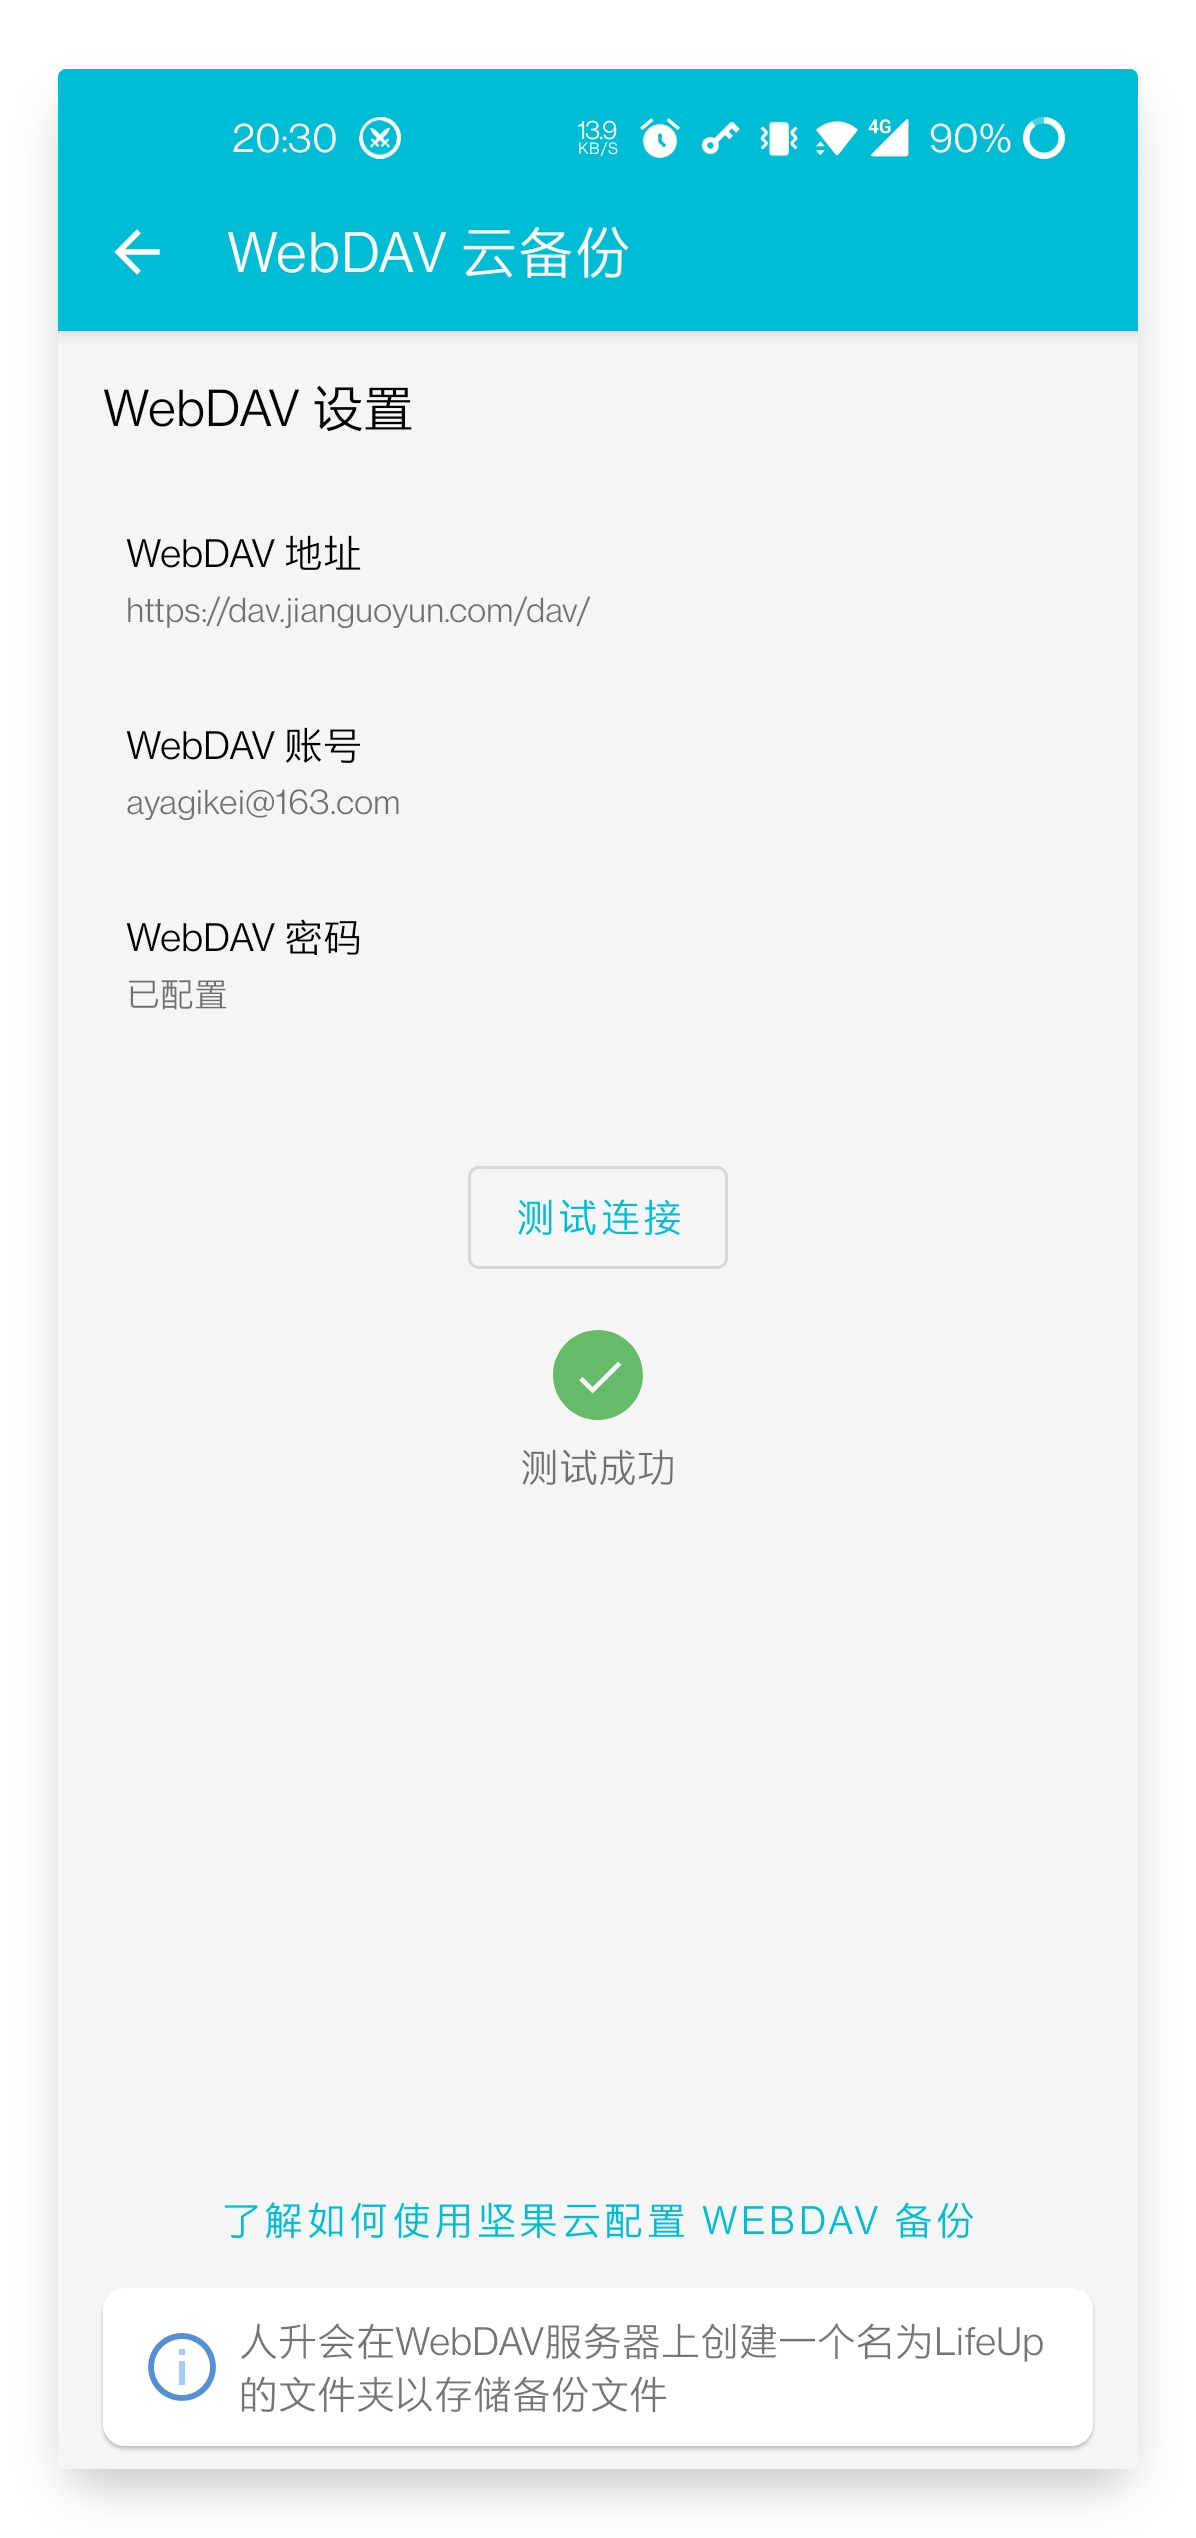 20:30 13.9 KB/S 4G 90%
WebDAV 云备份
WebDAV 设置
WebDAV 地址
https://dav.jianguoyun.com/dav/
WebDAV 账号
ayagikei@163.com
WebDAV 密码
已配置
测试连接
测试成功
了解如何使用坚果云配置 WEBDAV 备份
人升会在WebDAV服务器上创建一个名为LifeUp
的文件夹以存储备份文件